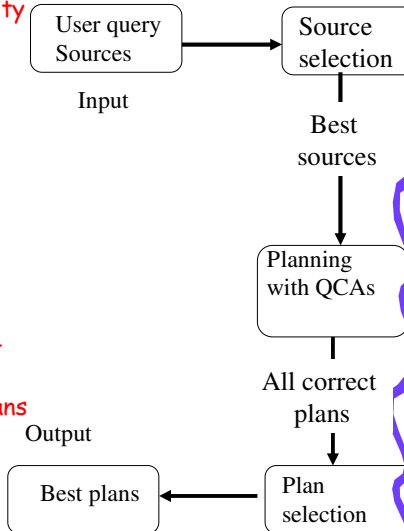 ty
User query
Sources
Source
selection
Input
Best
sources
Planning
with QCAs
All correct
plans
Output
Best plans
Plan
selection